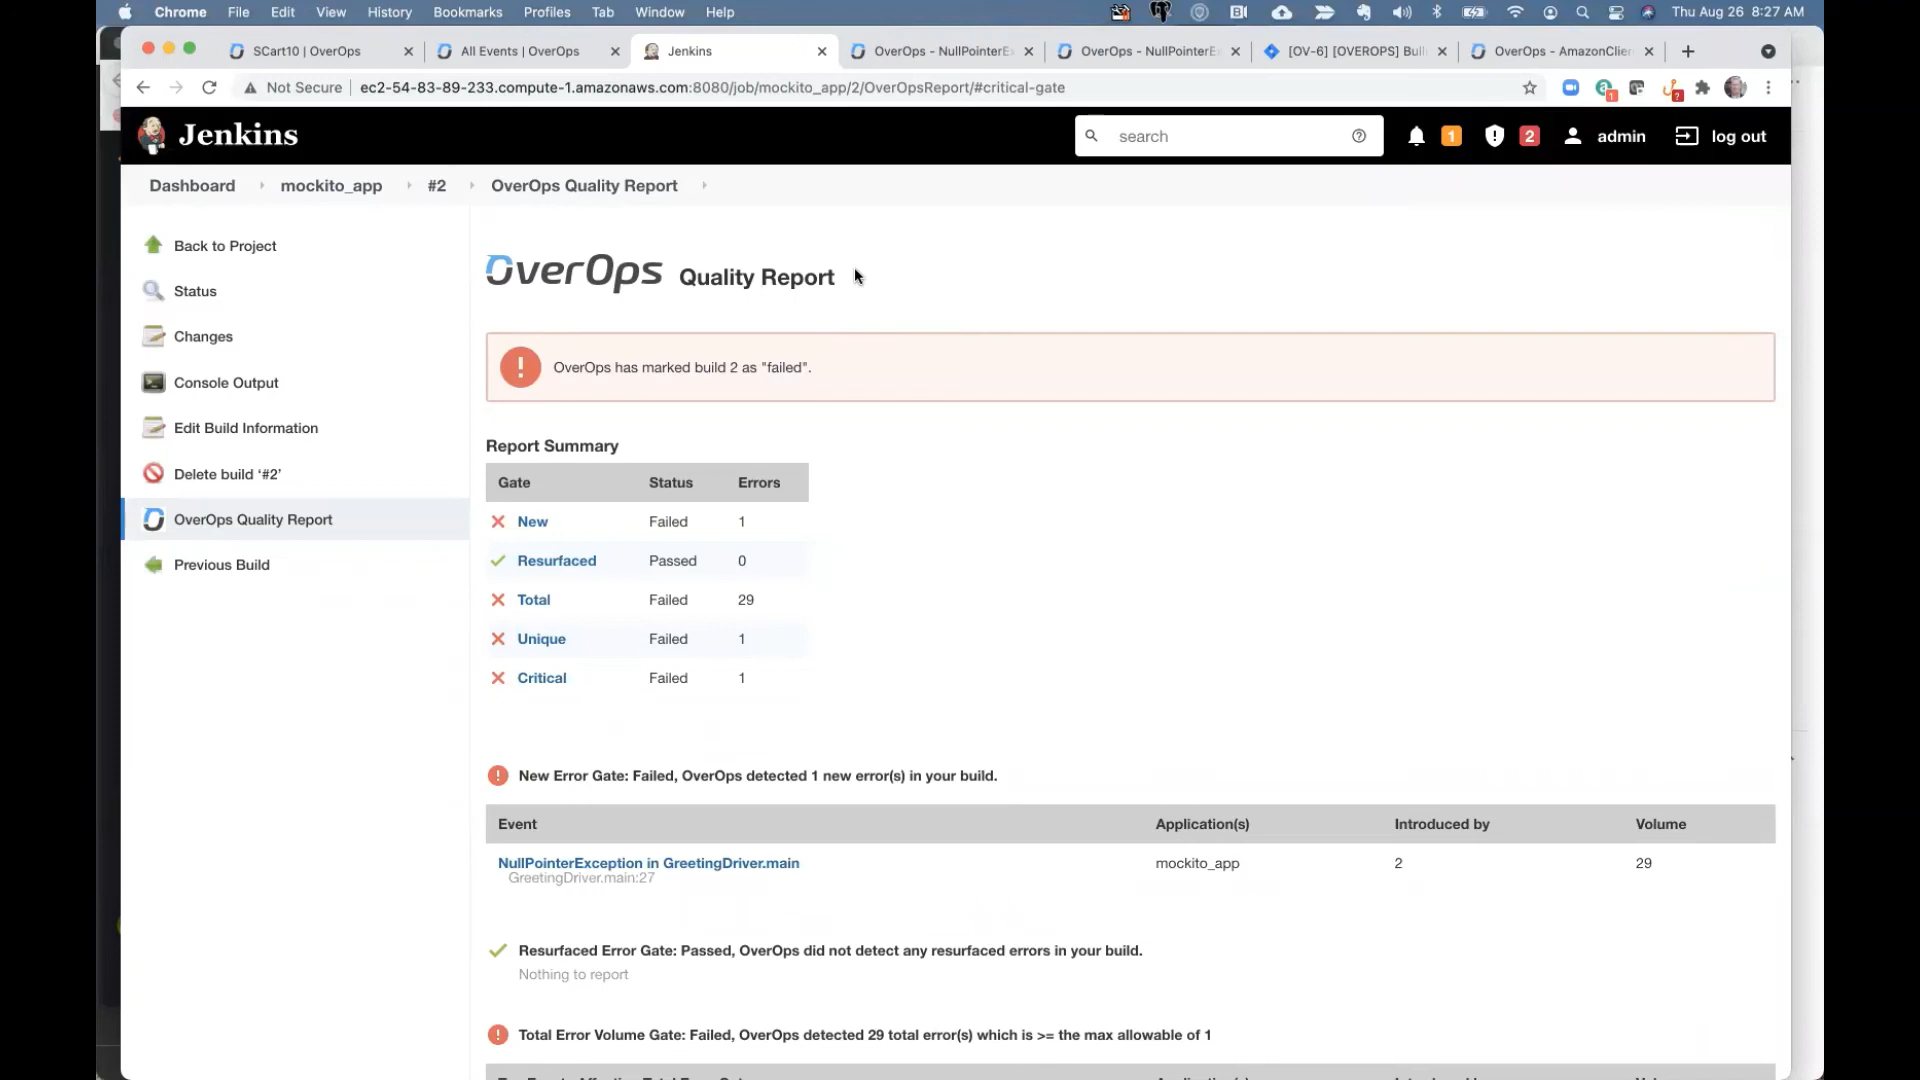 Chrome File Edit View History Bookmarks Profiles Tab Window Help Thu Aug 26 8:27 AM
SCart10 | OverOps All Events | OverOps Jenkins OverOps - NullPointerE OverOps - NullPointerE [OV-6] [OVEROPS] Bul OverOps - AmazonClie
Not Secure | ec2-54-83-89-233.compute-1.amazonaws.com:8080/job/mockito_app/2/OverOpsReport/#critical-gate
Jenkins search 1 2 admin log out
Dashboard mockito_app #2 OverOps Quality Report
Back to Project
Status
Changes
Console Output
Edit Build Information
Delete build ‘#2’
OverOps Quality Report
Previous Build
OverOps Quality Report
OverOps has marked build 2 as "failed".
Report Summary
Gate Status Errors
New Failed 1
Resurfaced Passed 0
Total Failed 29
Unique Failed 1
Critical Failed 1
New Error Gate: Failed, OverOps detected 1 new error(s) in your build.
Event Application(s) Introduced by Volume
NullPointerException in GreetingDriver.main mockito_app 2 29
GreetingDriver.main:27
Resurfaced Error Gate: Passed, OverOps did not detect any resurfaced errors in your build.
Nothing to report
Total Error Volume Gate: Failed, OverOps detected 29 total error(s) which is >= the max allowable of 1